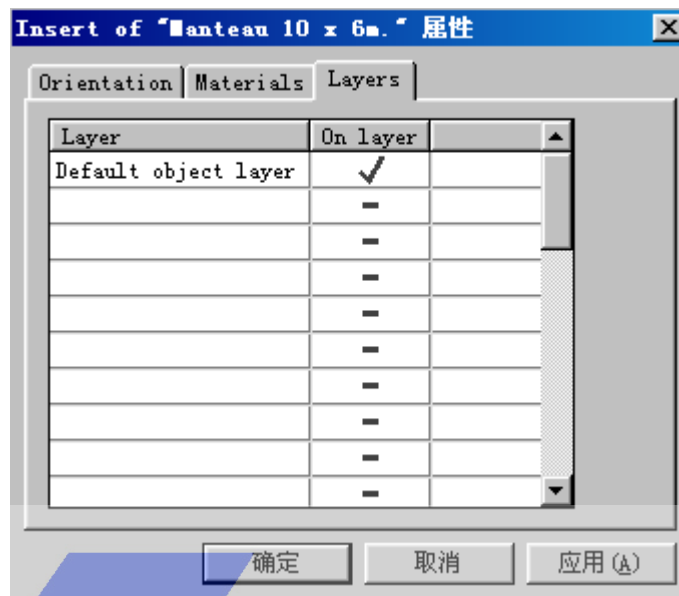 Insert of "Manteau 10 x 6m." 属性
Orientation Materials Layers
Layer On layer
Default object layer
确定 取消 应用(A)